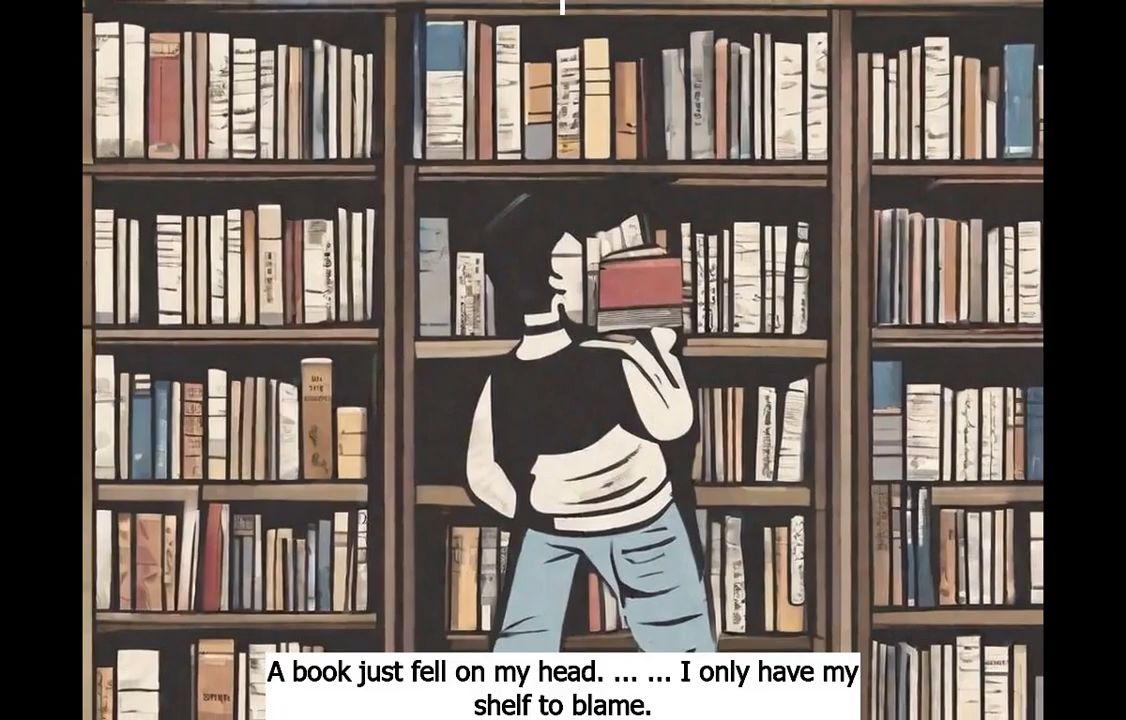 A book just fell on my head. ... ... I only have my
shelf to blame.